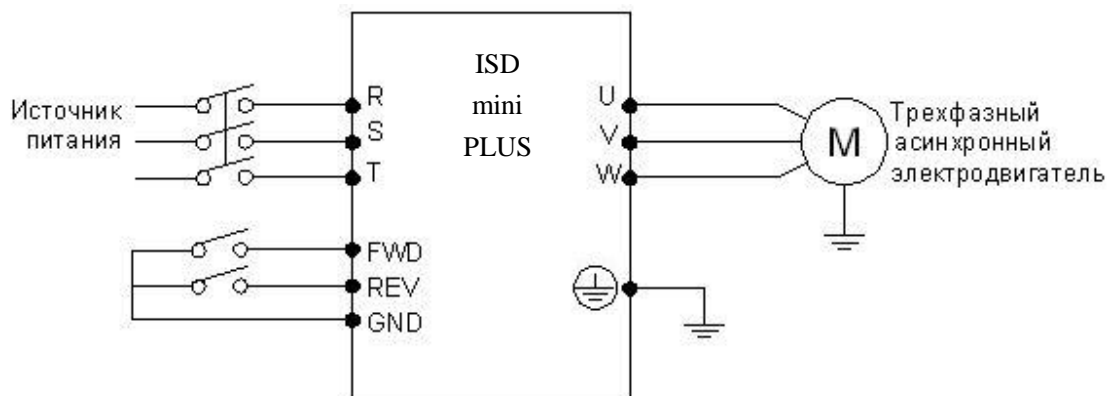 ISD
mini
PLUS
Источник
питания
R
S
T
FWD
REV
GND
U
V
W
M
Трехфазный
асинхронный
электродвигатель